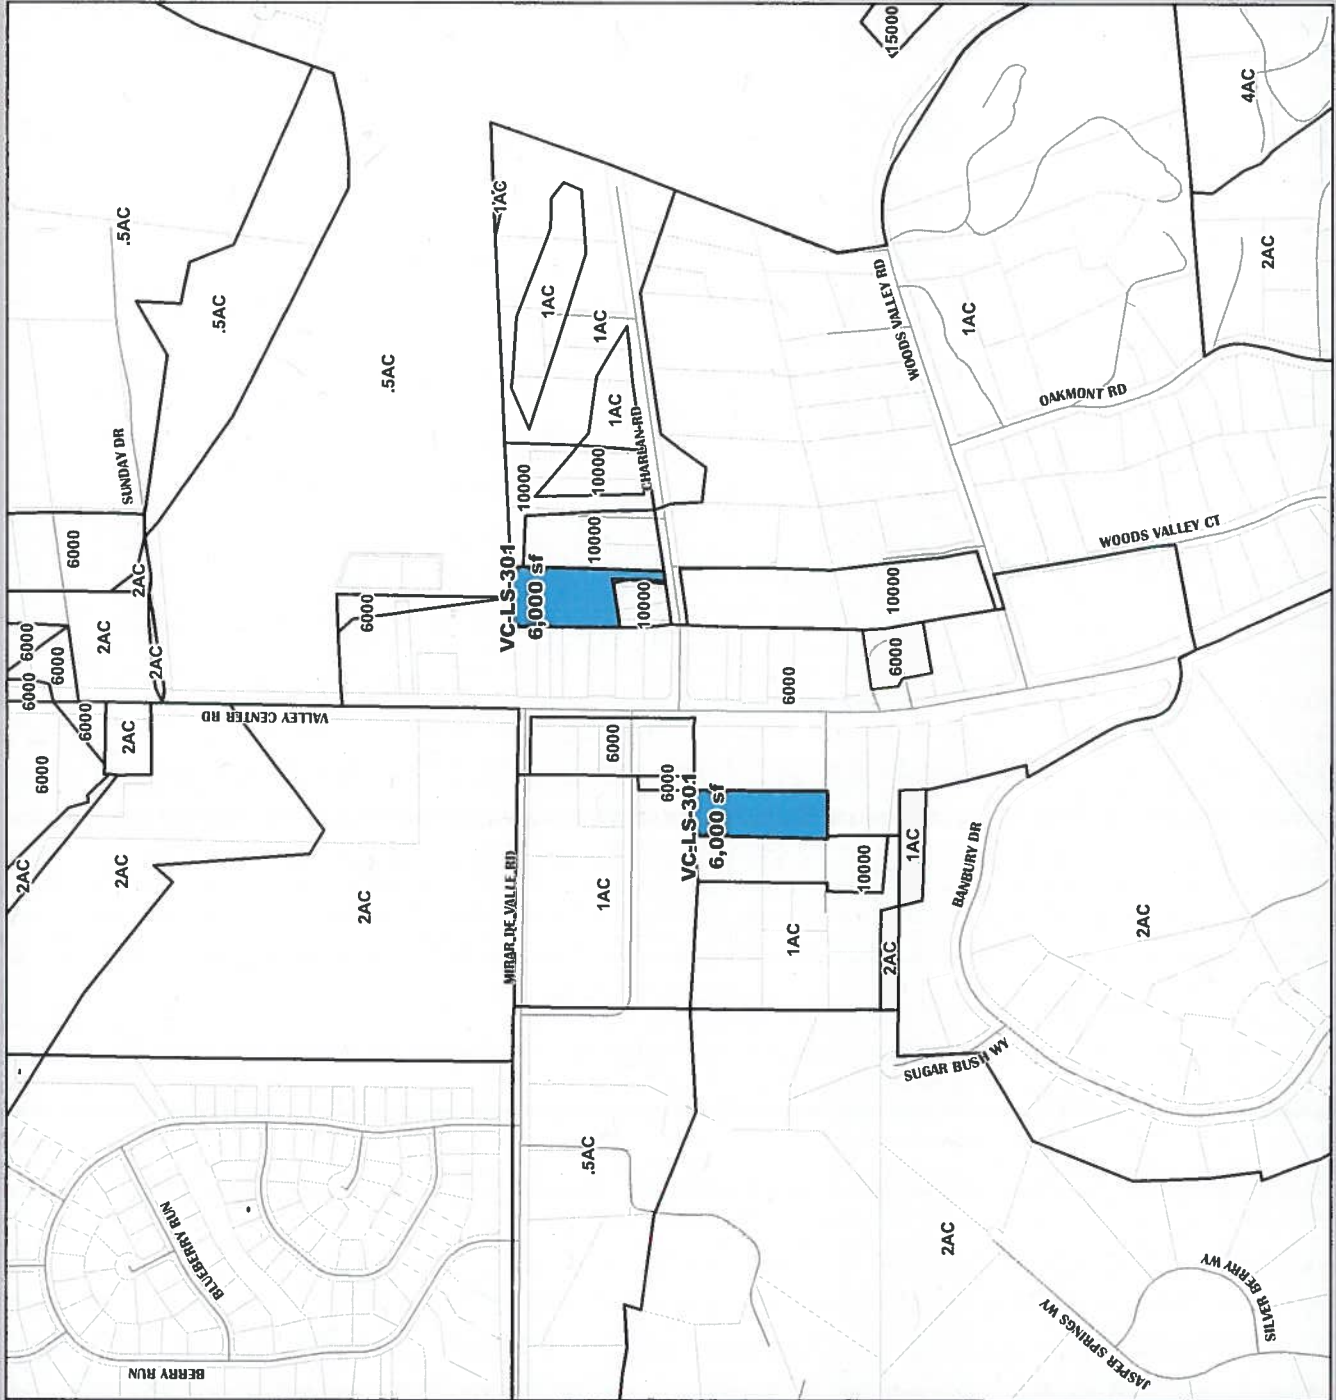 15000
4AC
.5AC
1AC
2AC
.5AC
1AC
1AC
WOODS VALLEY RD
1AC
.5AC
1AC
OAKMONT RD
SUNDAY DR
CHARLAN RD
10000
10000
6000
10000
WOODS VALLEY CT
2AC
VC-LS-301
6,000 sf
6000
10000
10000
6000
2AC
6000
2AC
6000
6000
6000
6000
VALLEY CENTER RD
2AC
6000
6000
6000
6000
VC-LS-301
6,000 sf
2AC
2AC
MIRAR DE VALLE RD
1AC
10000
1AC
BANBURY DR
2AC
2AC
1AC
2AC
SUGAR BUSH WY
.5AC
BLUEBERRY RUN
2AC
SILVER BERRY WY
JASPER SPRINGS WY
BERRY RUN